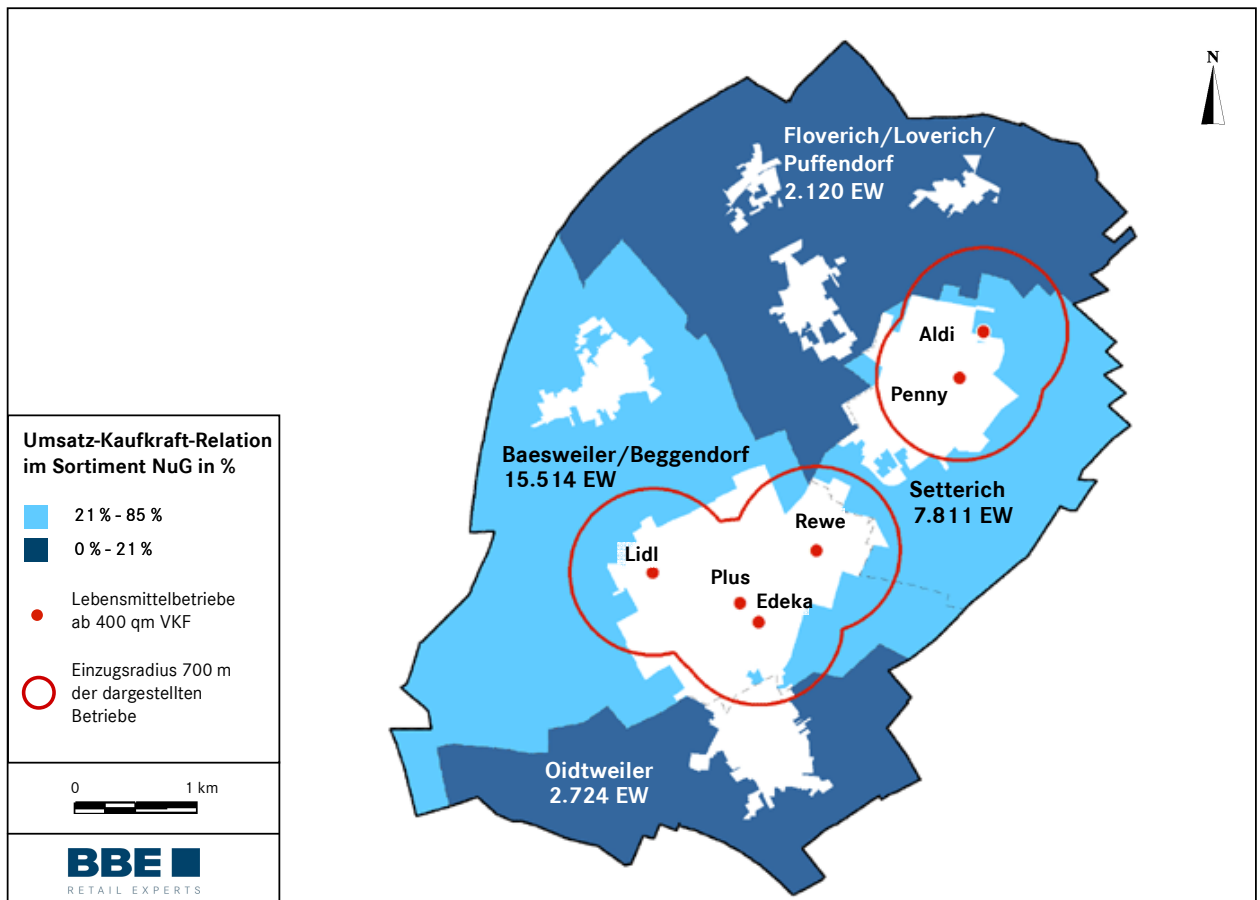 N
Floverich/Loverich/
Puffendorf
2.120 EW
Aldi
Penny
Baesweiler/Beggendorf
15.514 EW
Setterich
7.811 EW
Rewe
Lidl
Plus
Edeka
Oidtweiler
2.724 EW
Umsatz-Kaufkraft-Relation
im Sortiment NuG in %
21 % - 85 %
0 % - 21 %
Lebensmittelbetriebe
ab 400 qm VKF
Einzugsradius 700 m
der dargestellten
Betriebe
0 1 km
BBE
RETAIL EXPERTS